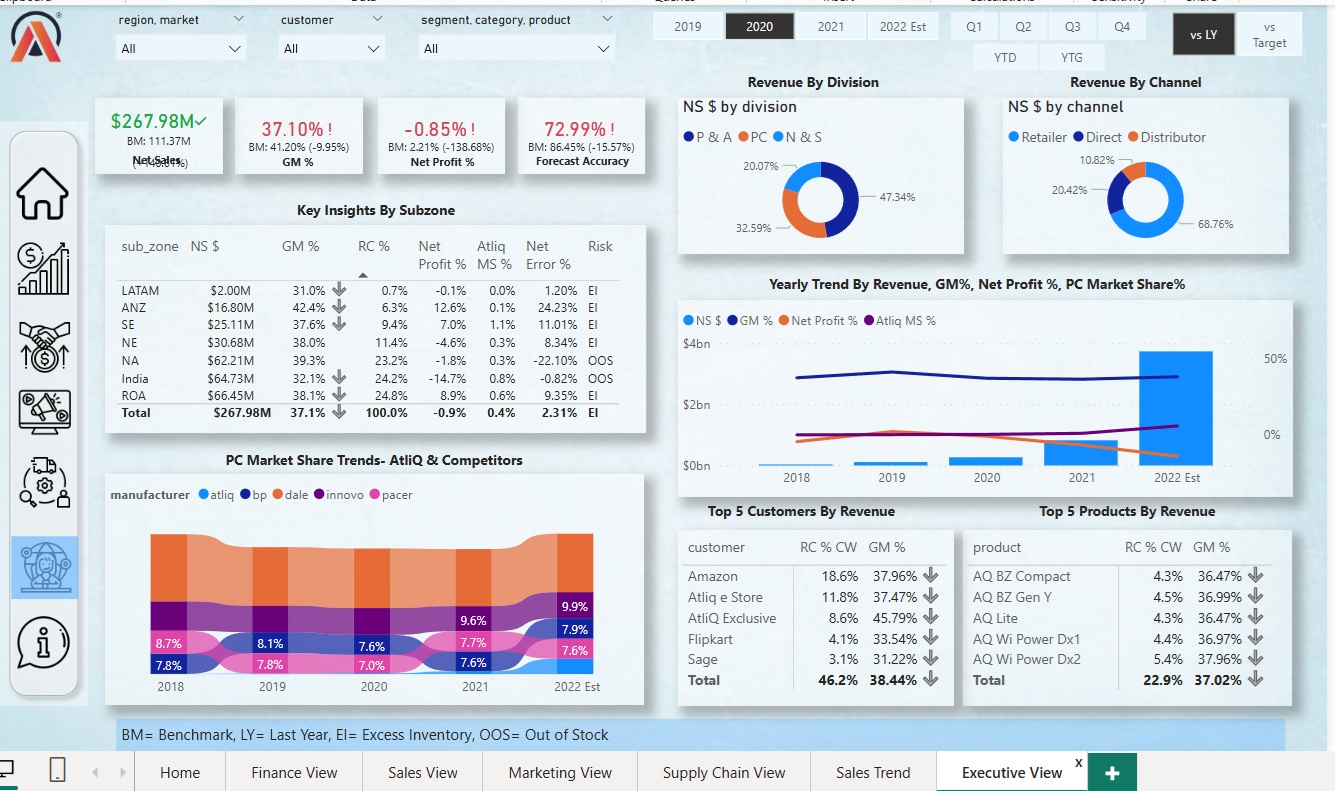 region, market
customer
segment, category, product
All
All
All
2019 2020 2021 2022 Est
Q1 Q2 Q3 Q4
YTD YTG
vs LY
vs
Target
$267.98M
BM: 111.37M
Net Sales
37.10% !
BM: 41.20% (-9.95%)
GM %
-0.85% !
BM: 2.21% (-138.68%)
Net Profit %
72.99% !
BM: 86.45% (-15.57%)
Forecast Accuracy
Revenue By Division
NS $ by division
P & A PC N & S
20.07%
47.34%
32.59%
Revenue By Channel
NS $ by channel
Retailer Direct Distributor
10.82%
20.42%
68.76%
Key Insights By Subzone
sub_zone NS $ GM % RC % Net Profit % Atliq MS % Net Error % Risk
LATAM $2.00M 31.0% 0.7% -0.1% 0.0% 1.20% EI
ANZ $16.80M 42.4% 6.3% 12.6% 0.1% 24.23% EI
SE $25.11M 37.6% 9.4% 7.0% 1.1% 11.01% EI
NE $30.68M 38.0% 11.4% -4.6% 0.3% 8.34% EI
NA $62.21M 39.3% 23.2% -1.8% 0.3% -22.10% OOS
India $64.73M 32.1% 24.2% -14.7% 0.8% -0.82% OOS
ROA $66.45M 38.1% 24.8% 8.9% 0.6% 9.35% EI
Total $267.98M 37.1% 100.0% -0.9% 0.4% 2.31% EI
Yearly Trend By Revenue, GM%, Net Profit %, PC Market Share%
NS $ GM % Net Profit % Atliq MS %
$4bn
$2bn
$0bn
50%
0%
2018 2019 2020 2021 2022 Est
PC Market Share Trends- AtliQ & Competitors
manufacturer atliq bp dale innovo pacer
8.7%
7.8%
8.1%
7.8%
7.6%
7.0%
9.6%
7.7%
7.6%
9.9%
7.9%
7.6%
2018 2019 2020 2021 2022 Est
Top 5 Customers By Revenue
customer RC % CW GM %
Amazon 18.6% 37.96%
Atliq e Store 11.8% 37.47%
AtliQ Exclusive 8.6% 45.79%
Flipkart 4.1% 33.54%
Sage 3.1% 31.22%
Total 46.2% 38.44%
Top 5 Products By Revenue
product RC % CW GM %
AQ BZ Compact 4.3% 36.47%
AQ BZ Gen Y 4.5% 36.99%
AQ Lite 4.3% 36.47%
AQ Wi Power Dx1 4.4% 36.97%
AQ Wi Power Dx2 5.4% 37.96%
Total 22.9% 37.02%
BM= Benchmark, LY= Last Year, EI= Excess Inventory, OOS= Out of Stock
Home Finance View Sales View Marketing View Supply Chain View Sales Trend Executive View x +